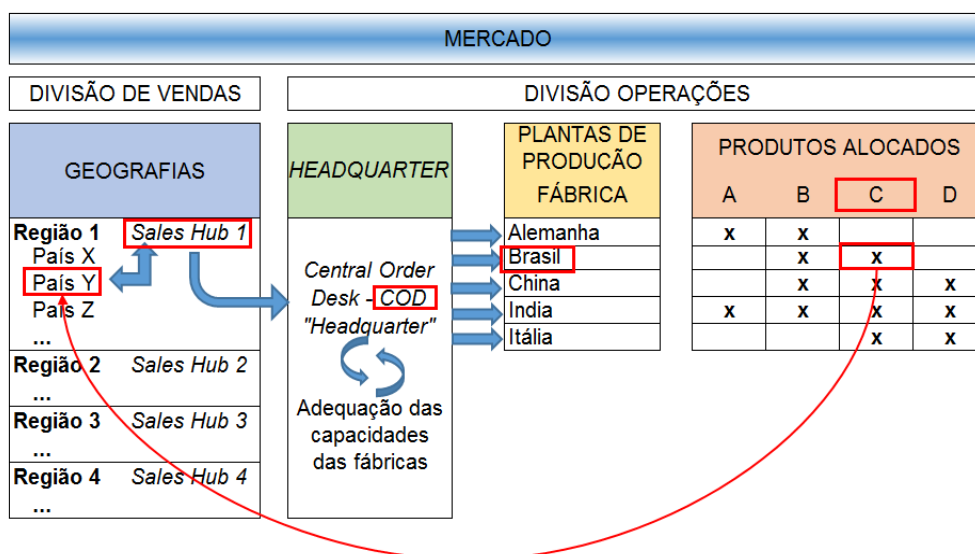 MERCADO
DIVISÃO DE VENDAS
DIVISÃO OPERAÇÕES
GEOGRAFIAS
HEADQUARTER
PLANTAS DE
PRODUÇÃO
FÁBRICA
PRODUTOS ALOCADOS
A B C D
Região 1 Sales Hub 1
País X
País Y
País Z
...
Região 2 Sales Hub 2
...
Região 3 Sales Hub 3
...
Região 4 Sales Hub 4
...
Central Order
Desk - COD
"Headquarter"
Adequação das
capacidades
das fábricas
Alemanha x x
Brasil x x
China x x x
India x x x x
Itália x x